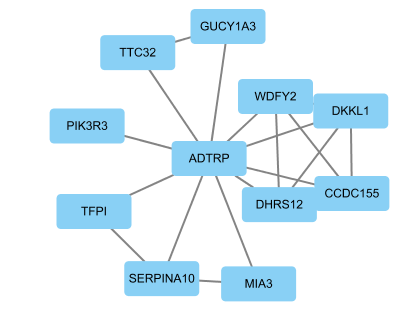 GUCY1A3
TTC32
WDFY2
DKKL1
PIK3R3
ADTRP
CCDC155
DHRS12
TFPI
SERPINA10
MIA3